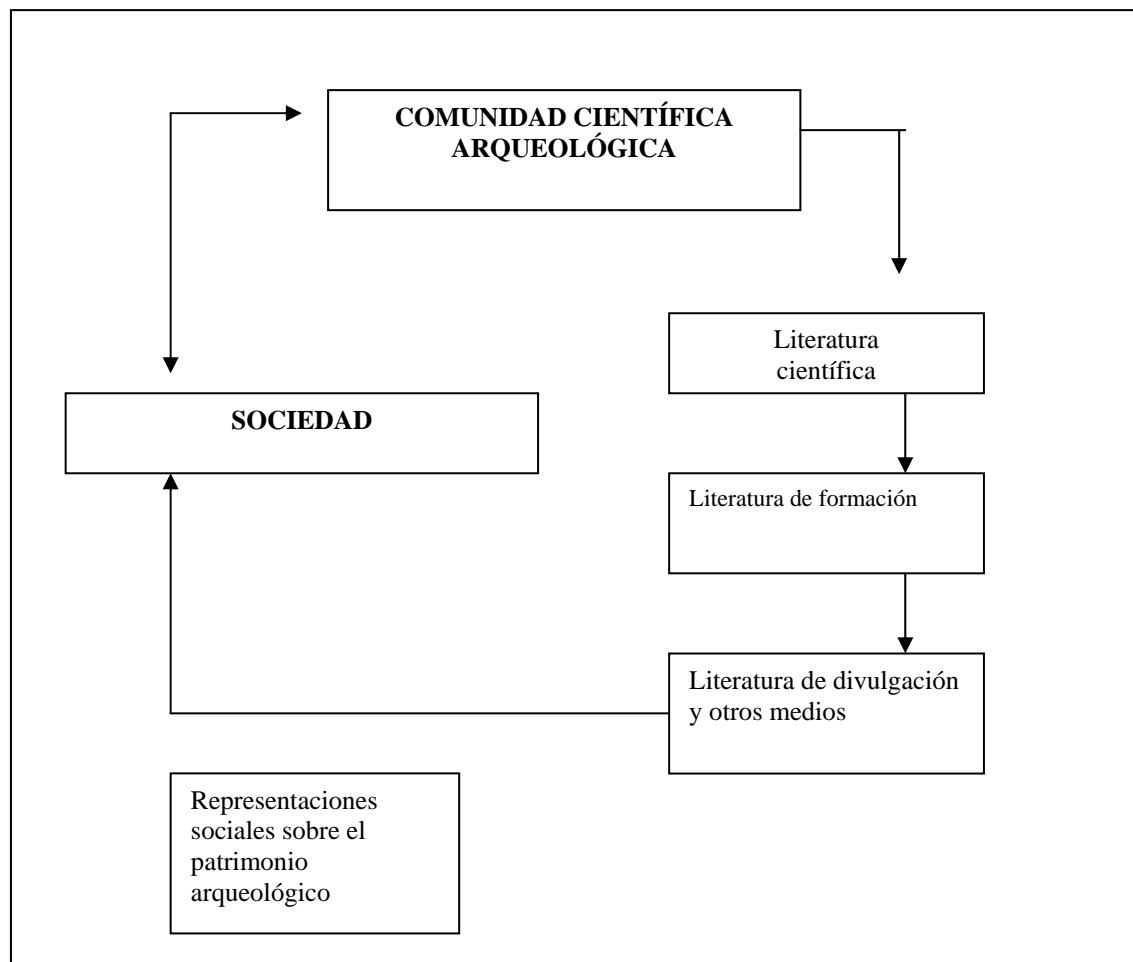 COMUNIDAD CIENTÍFICA
ARQUEOLÓGICA
Literatura
científica
SOCIEDAD
Literatura de formación
Literatura de divulgación
y otros medios
Representaciones
sociales sobre el
patrimonio
arqueológico